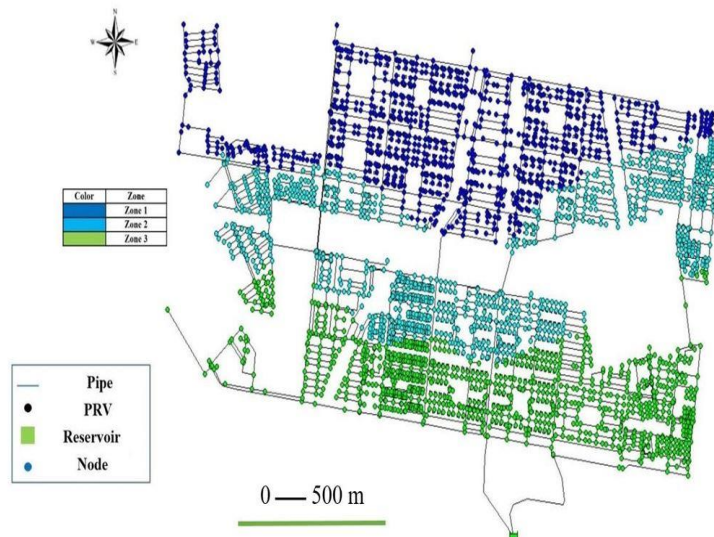 N
W E
S
Color Zone
Zone 1
Zone 2
Zone 3
Pipe
PRV
Reservoir
Node
0 500 m